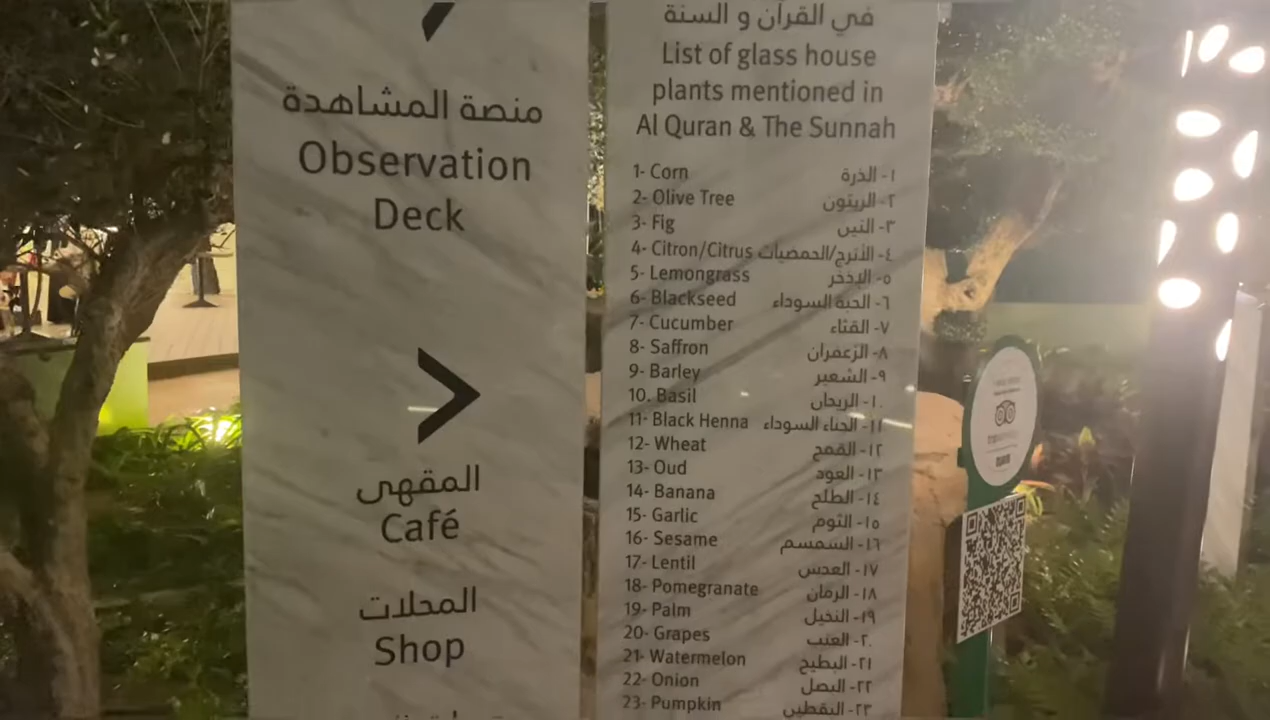 منصة المشاهدة
Observation
Deck
المقهى
Café
المحلات
Shop
في القرآن و السنة
List of glass house
plants mentioned in
Al Quran & The Sunnah
1- Corn ١- الذرة
2- Olive Tree ٢- الزيتون
3- Fig ٣- التين
4- Citron/Citrus ٤- الأترج/الحمضيات
5- Lemongrass ٥- الاذخر
6- Blackseed ٦- الحبة السوداء
7- Cucumber ٧- القثاء
8- Saffron ٨- الزعفران
9- Barley ٩- الشعير
10. Basil ١٠. الريحان
11- Black Henna ١١- الحناء السوداء
12- Wheat ١٢- القمح
13- Oud ١٣- العود
14- Banana ١٤- الطلح
15- Garlic ١٥- الثوم
16- Sesame ١٦- السمسم
17- Lentil ١٧- العدس
18- Pomegranate ١٨- الرمان
19- Palm ١٩- النخيل
20- Grapes ٢٠- العنب
21- Watermelon ٢١- البطيخ
22- Onion ٢٢- البصل
23- Pumpkin ٢٣- اليقطين